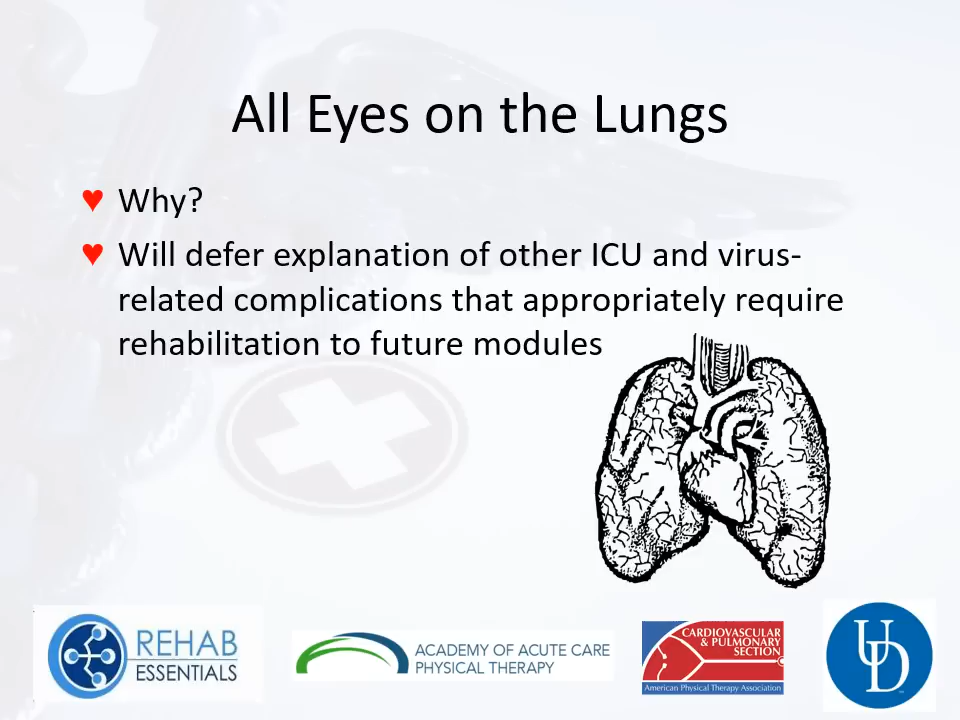 All Eyes on the Lungs
♥ Why?
♥ Will defer explanation of other ICU and virus-
related complications that appropriately require
rehabilitation to future modules
REHAB
ESSENTIALS
ACADEMY OF ACUTE CARE
PHYSICAL THERAPY
CARDIOVASCULAR
& PULMONARY
SECTION
American Physical Therapy Association
UD